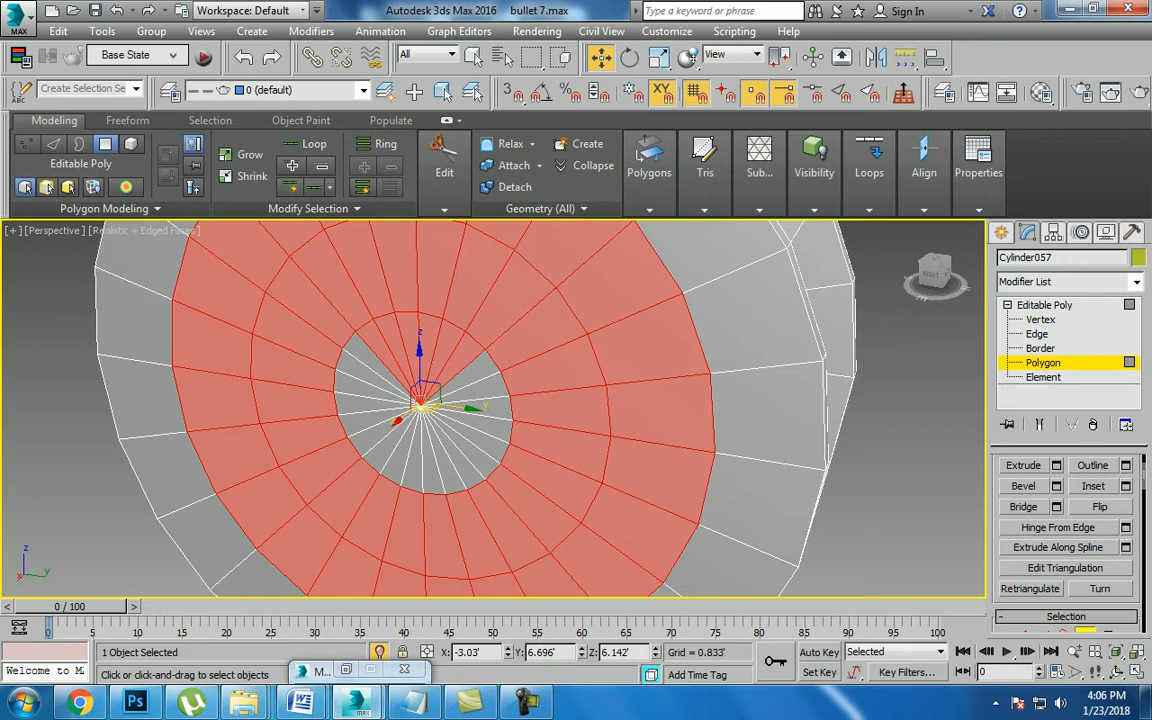 Workspace: Default
Autodesk 3ds Max 2016 bullet 7.max
Type a keyword or phrase
Sign In
MAX
Edit Tools Group Views Create Modifiers Animation Graph Editors Rendering Civil View Customize Scripting Help
Base State
All
View
Create Selection Se
0 (default)
XY
Modeling Freeform Selection Object Paint Populate
Editable Poly
Polygon Modeling
Grow
Shrink
Loop
Ring
Modify Selection
Edit
Relax
Create
Attach
Collapse
Detach
Geometry (All)
Polygons
Tris
Sub...
Visibility
Loops
Align
Properties
[+] [Perspective] [Realistic + Edged Faces]
RIGHT
z
y
z
x
y
Cylinder057
Modifier List
Editable Poly
Vertex
Edge
Border
Polygon
Element
Extrude Outline
Bevel Inset
Bridge Flip
Hinge From Edge
Extrude Along Spline
Edit Triangulation
Retriangulate Turn
- Selection
0 / 100
0 5 10 15 20 25 30 35 40 45 50 55 60 65 70 75 80 85 90 95 100
1 Object Selected
X: -3.03' Y: 6.696' Z: 6.142' Grid = 0.833'
Auto Key Selected
Welcome to M
M...
Click or click-and-drag to select objects
Add Time Tag
Set Key Key Filters...
0
4:06 PM
1/23/2018